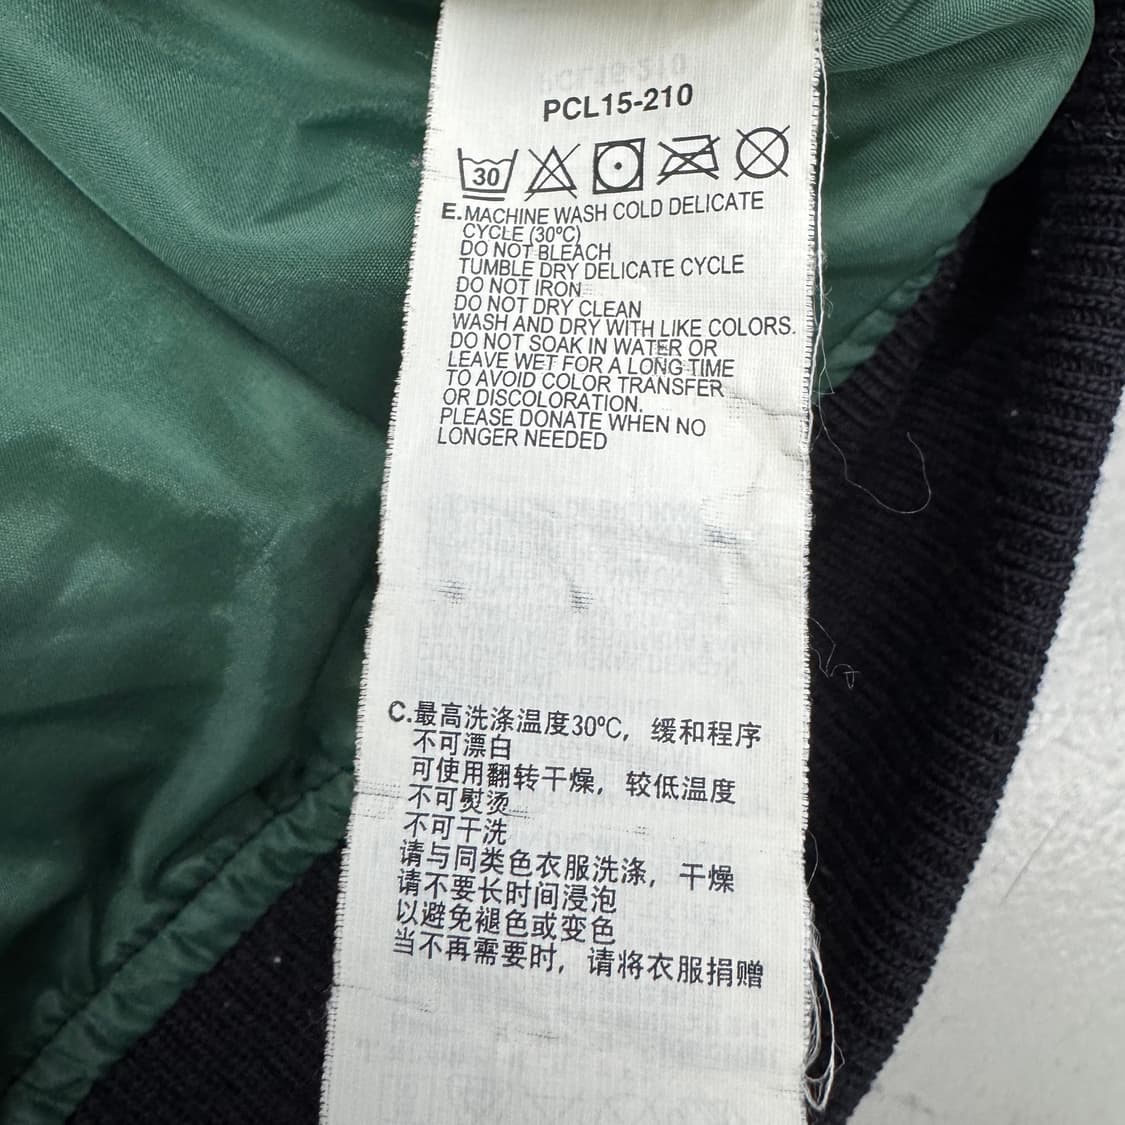 PCL15-210
30
E.MACHINE WASH COLD DELICATE
CYCLE (30ºC)
DO NOT BLEACH
TUMBLE DRY DELICATE CYCLE
DO NOT IRON
DO NOT DRY CLEAN
WASH AND DRY WITH LIKE COLORS.
DO NOT SOAK IN WATER OR
LEAVE WET FOR A LONG TIME
TO AVOID COLOR TRANSFER
OR DISCOLORATION.
PLEASE DONATE WHEN NO
LONGER NEEDED
C.最高洗涤温度30ºC, 缓和程序
不可漂白
可使用翻转干燥, 较低温度
不可熨烫
不可干洗
请与同类色衣服洗涤, 干燥
请不要长时间浸泡
以避免褪色或变色
当不再需要时, 请将衣服捐赠